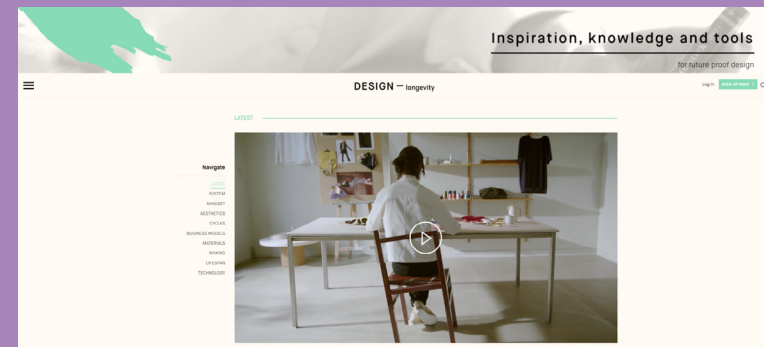 Inspiration, knowledge and tools
for future proof design
DESIGN — longevity
Log in
SIGN UP NOW
LATEST
Navigate
LATEST
SYSTEM
MINDSET
AESTHETICS
CYCLES
BUSINESS MODELS
MATERIALS
MAKING
LIFESPAN
TECHNOLOGY